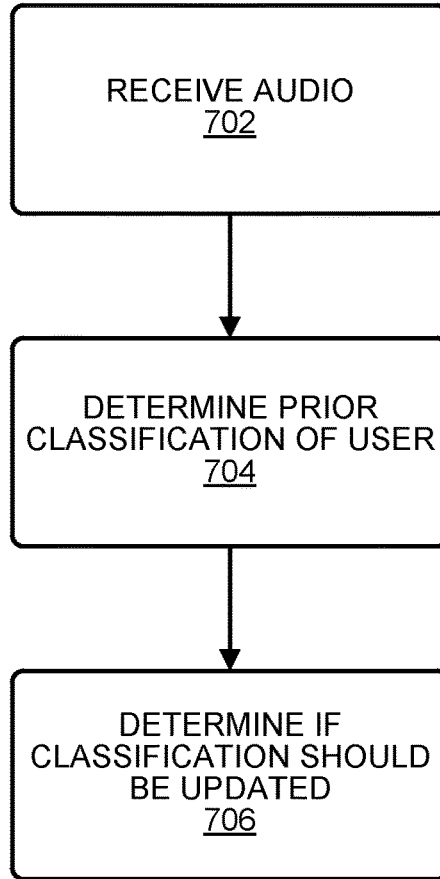 RECEIVE AUDIO
702
DETERMINE PRIOR
CLASSIFICATION OF USER
704
DETERMINE IF
CLASSIFICATION SHOULD
BE UPDATED
706